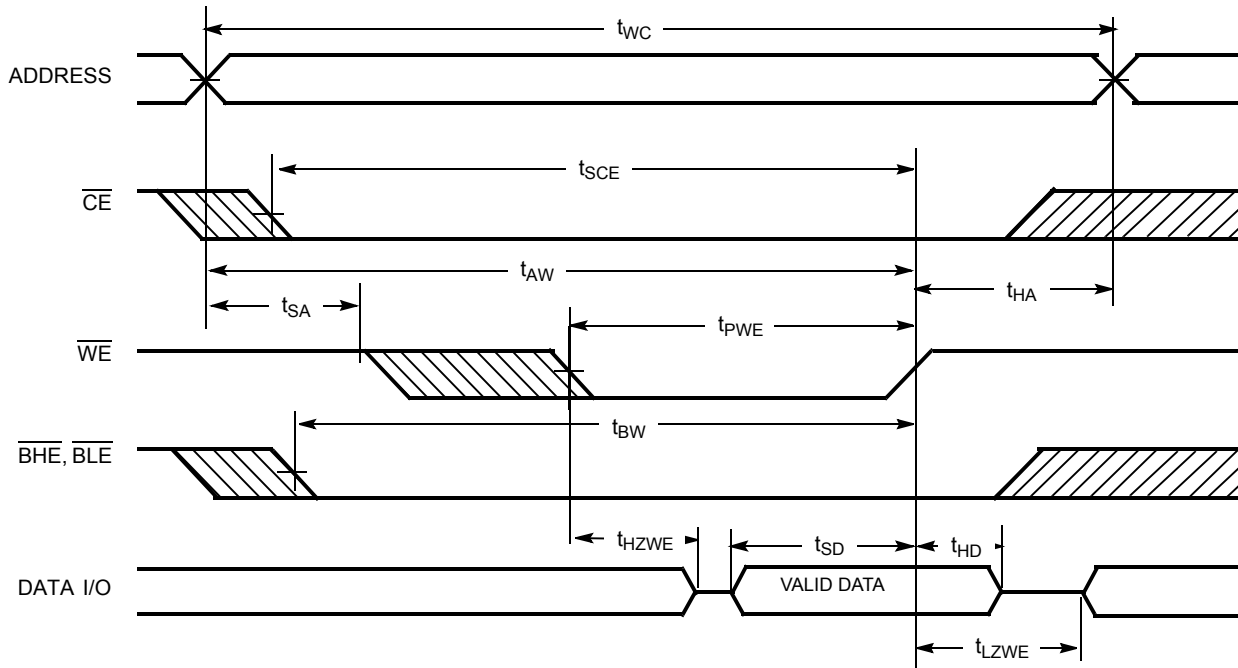 tWC
ADDRESS
tSCE
CE
tAW
tSA
tHA
tPWE
WE
tBW
BHE, BLE
tHZWE
tSD
tHD
DATA I/O
VALID DATA
tLZWE